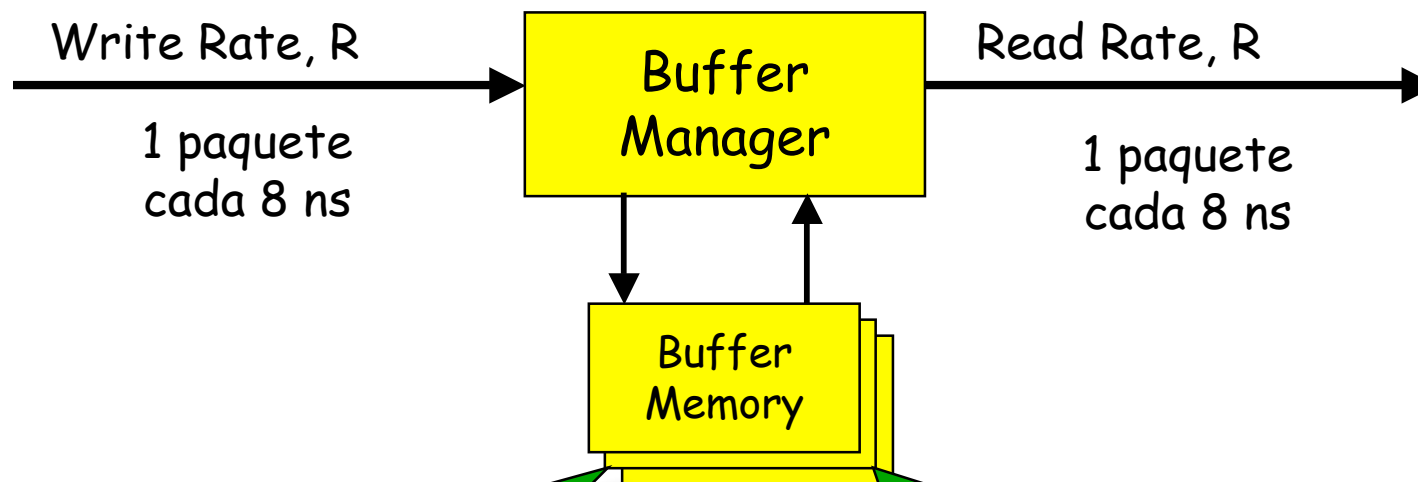 Write Rate, R
1 paquete
cada 8 ns
Buffer
Manager
Read Rate, R
1 paquete
cada 8 ns
Buffer
Memory